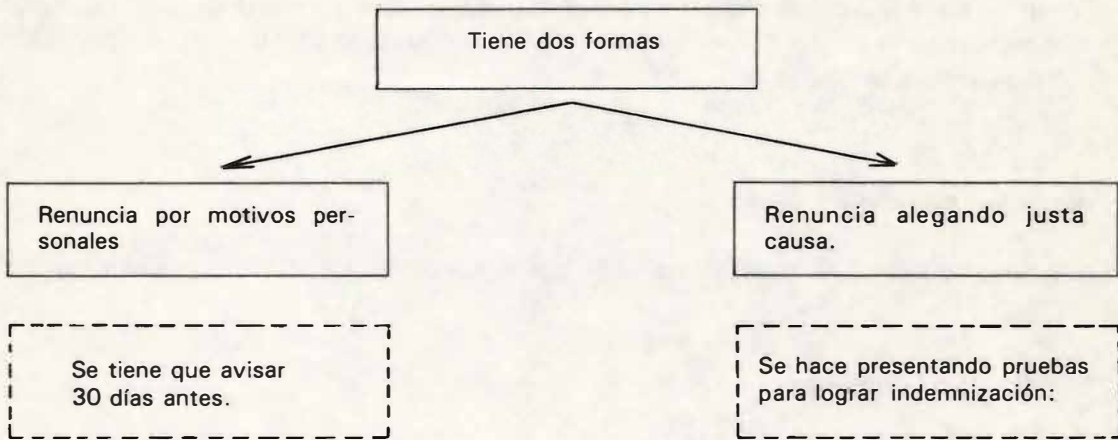 Tiene dos formas
Renuncia por motivos per-
sonales
Renuncia alegando justa
causa.
Se tiene que avisar
30 días antes.
Se hace presentando pruebas
para lograr indemnización: